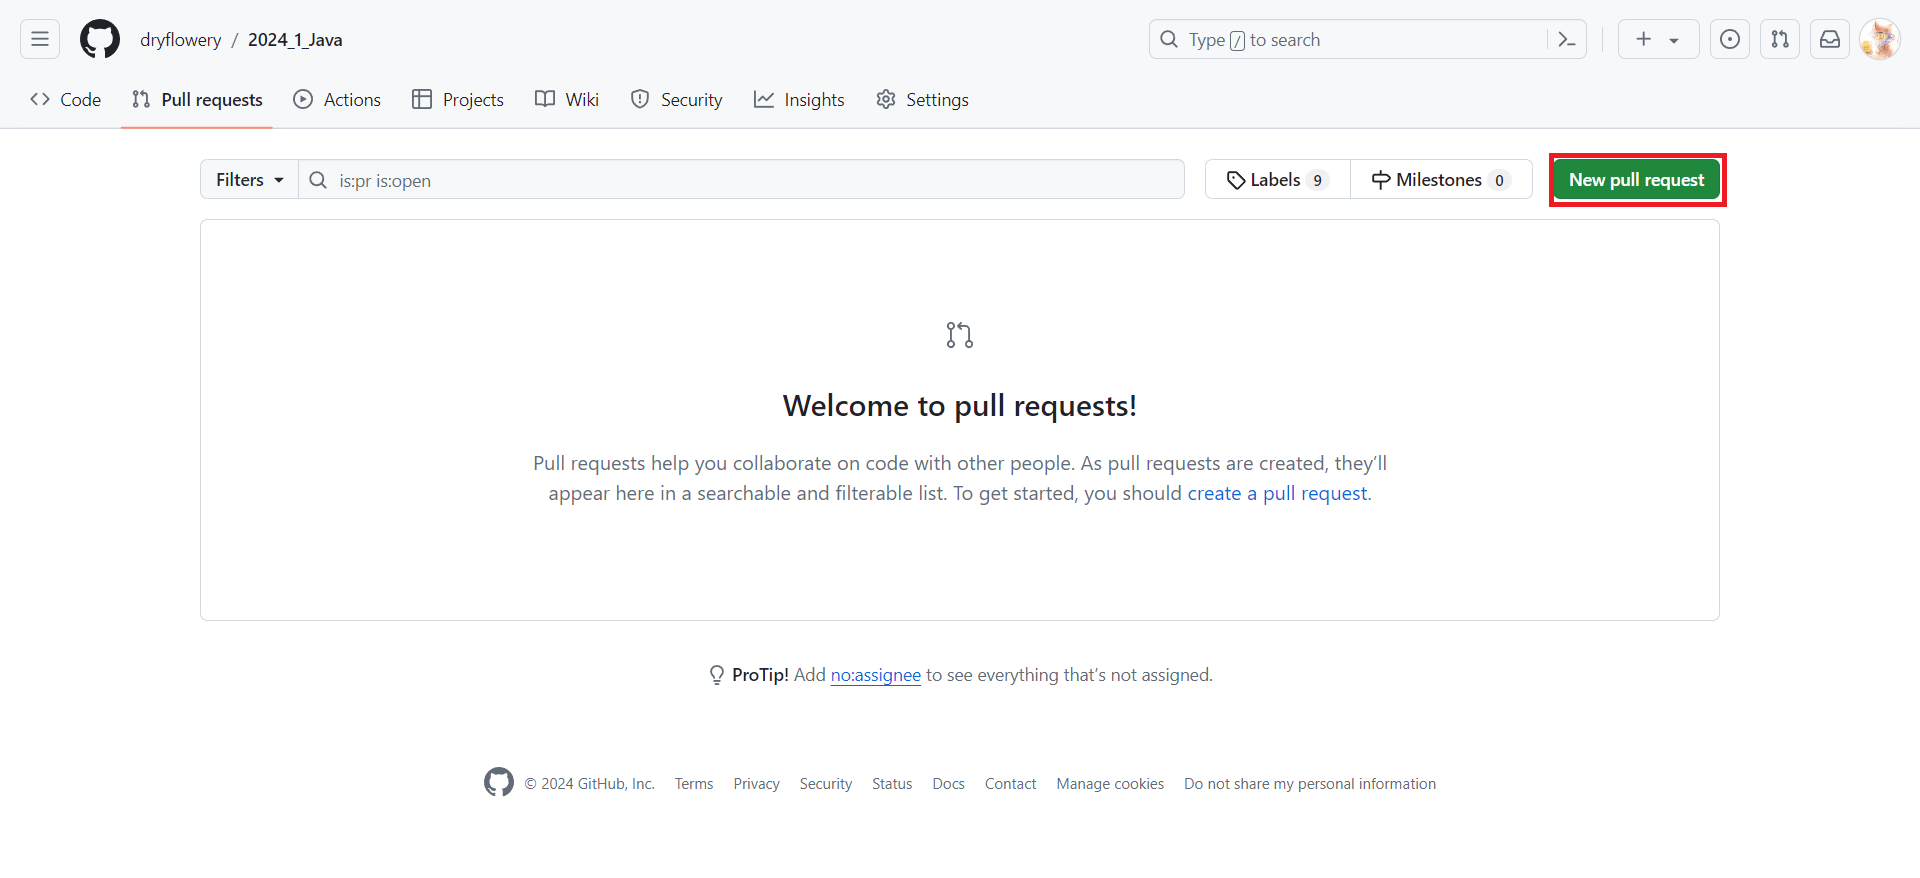 dryflowery / 2024_1_Java
Type / to search
Code Pull requests Actions Projects Wiki Security Insights Settings
Filters is:pr is:open Labels 9 Milestones 0 New pull request
Welcome to pull requests!
Pull requests help you collaborate on code with other people. As pull requests are created, they’ll
appear here in a searchable and filterable list. To get started, you should create a pull request.
ProTip! Add no:assignee to see everything that’s not assigned.
© 2024 GitHub, Inc. Terms Privacy Security Status Docs Contact Manage cookies Do not share my personal information